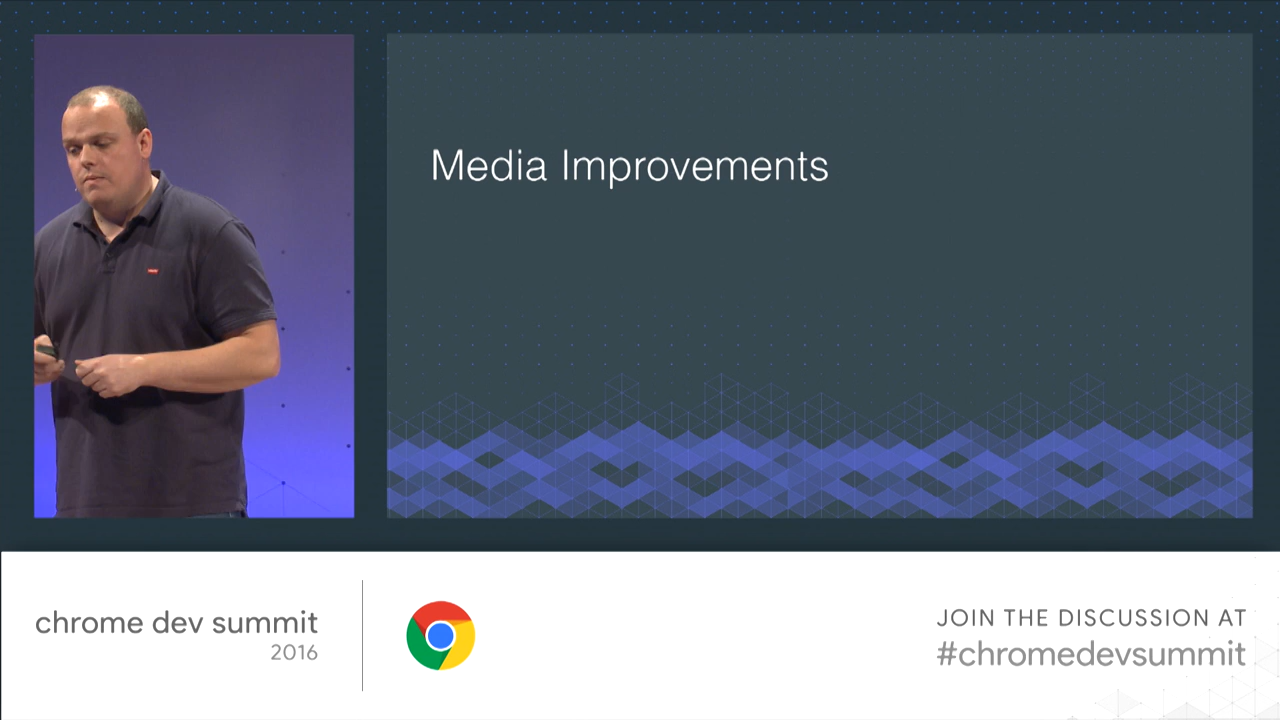 Media Improvements
chrome dev summit
2016
JOIN THE DISCUSSION AT
#chromedevsummit